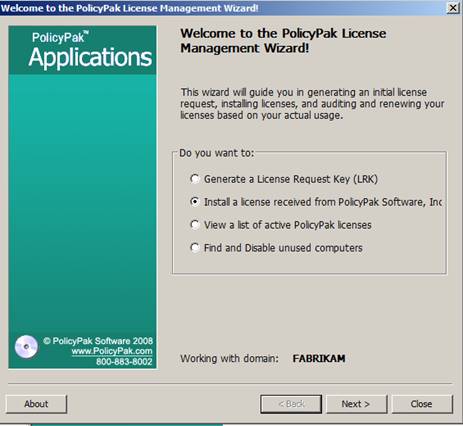 Welcome to the PolicyPak License Management Wizard!
PolicyPak™
Applications
Welcome to the PolicyPak License
Management Wizard!
This wizard will guide you in generating an initial license
request, installing licenses, and auditing and renewing your
licenses based on your actual usage.
Do you want to:
Generate a License Request Key (LRK)
Install a license received from PolicyPak Software, Inc
View a list of active PolicyPak licenses
Find and Disable unused computers
© PolicyPak Software 2008
www.PolicyPak.com
800-883-8002
Working with domain: FABRIKAM
About
< Back
Next >
Close